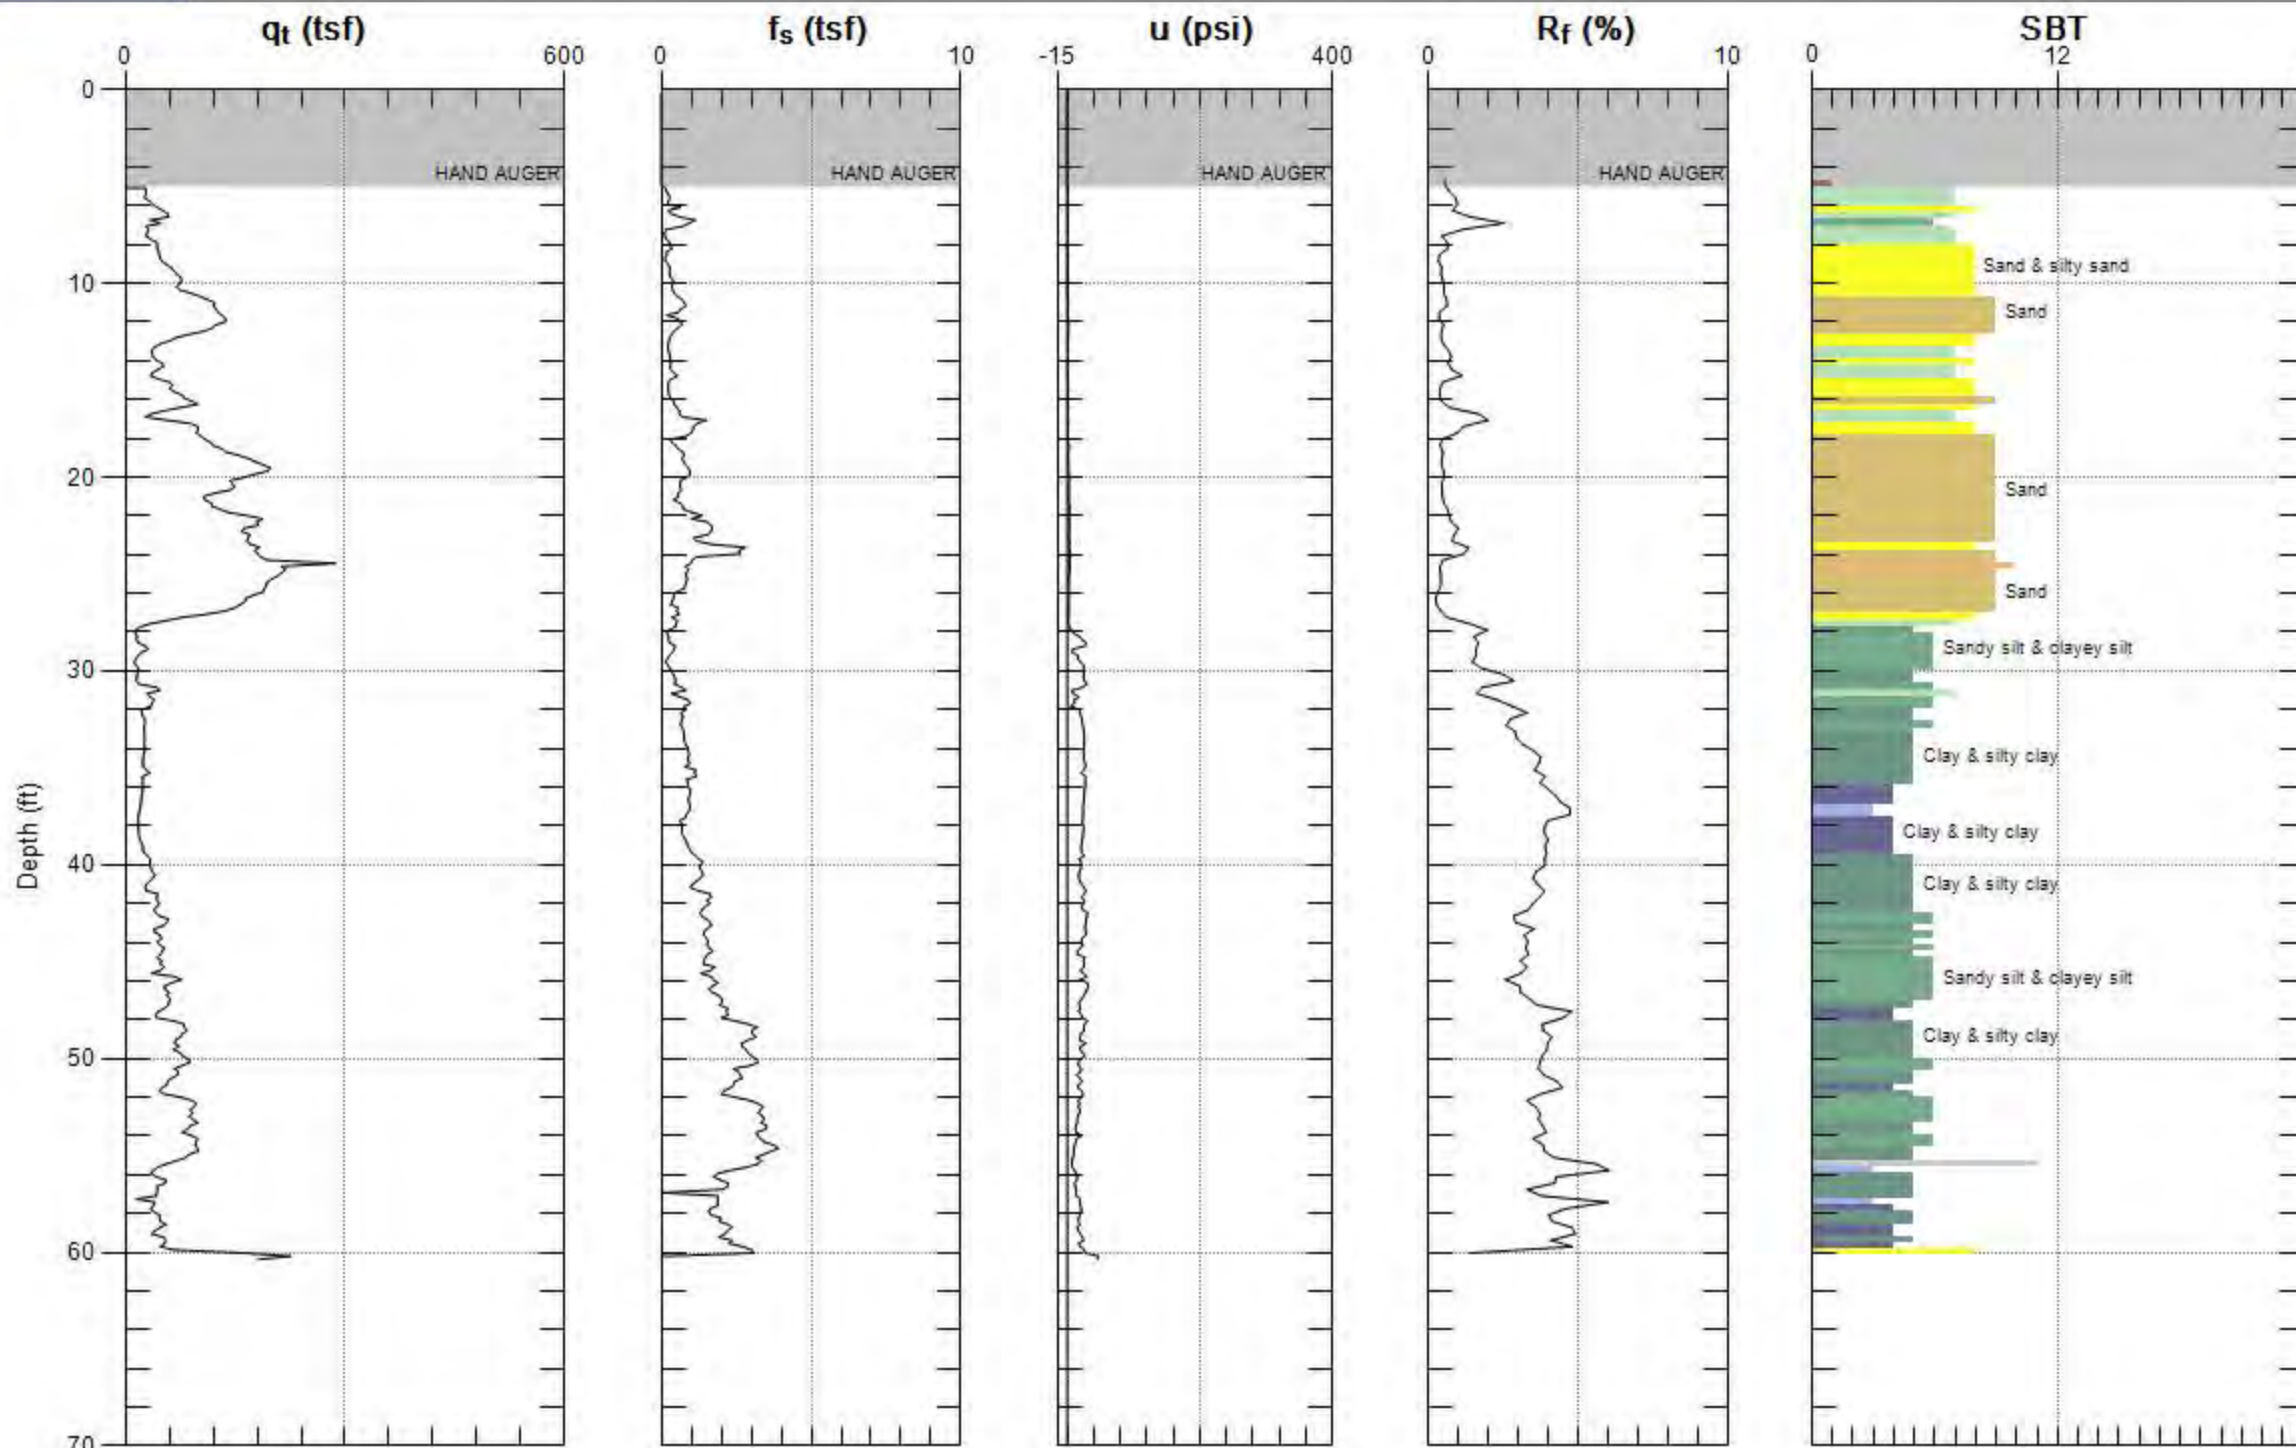 qt (tsf) fs (tsf) u (psi) Rf (%) SBT
0 600 0 10 -15 400 0 10 0 12
0
HAND AUGER HAND AUGER HAND AUGER HAND AUGER
Sand & silty sand
10
Sand
20
Sand
Sand
Sandy silt & clayey silt
30
Clay & silty clay
Depth (ft)
Clay & silty clay
40
Clay & silty clay
Sandy silt & clayey silt
Clay & silty clay
50
60
70